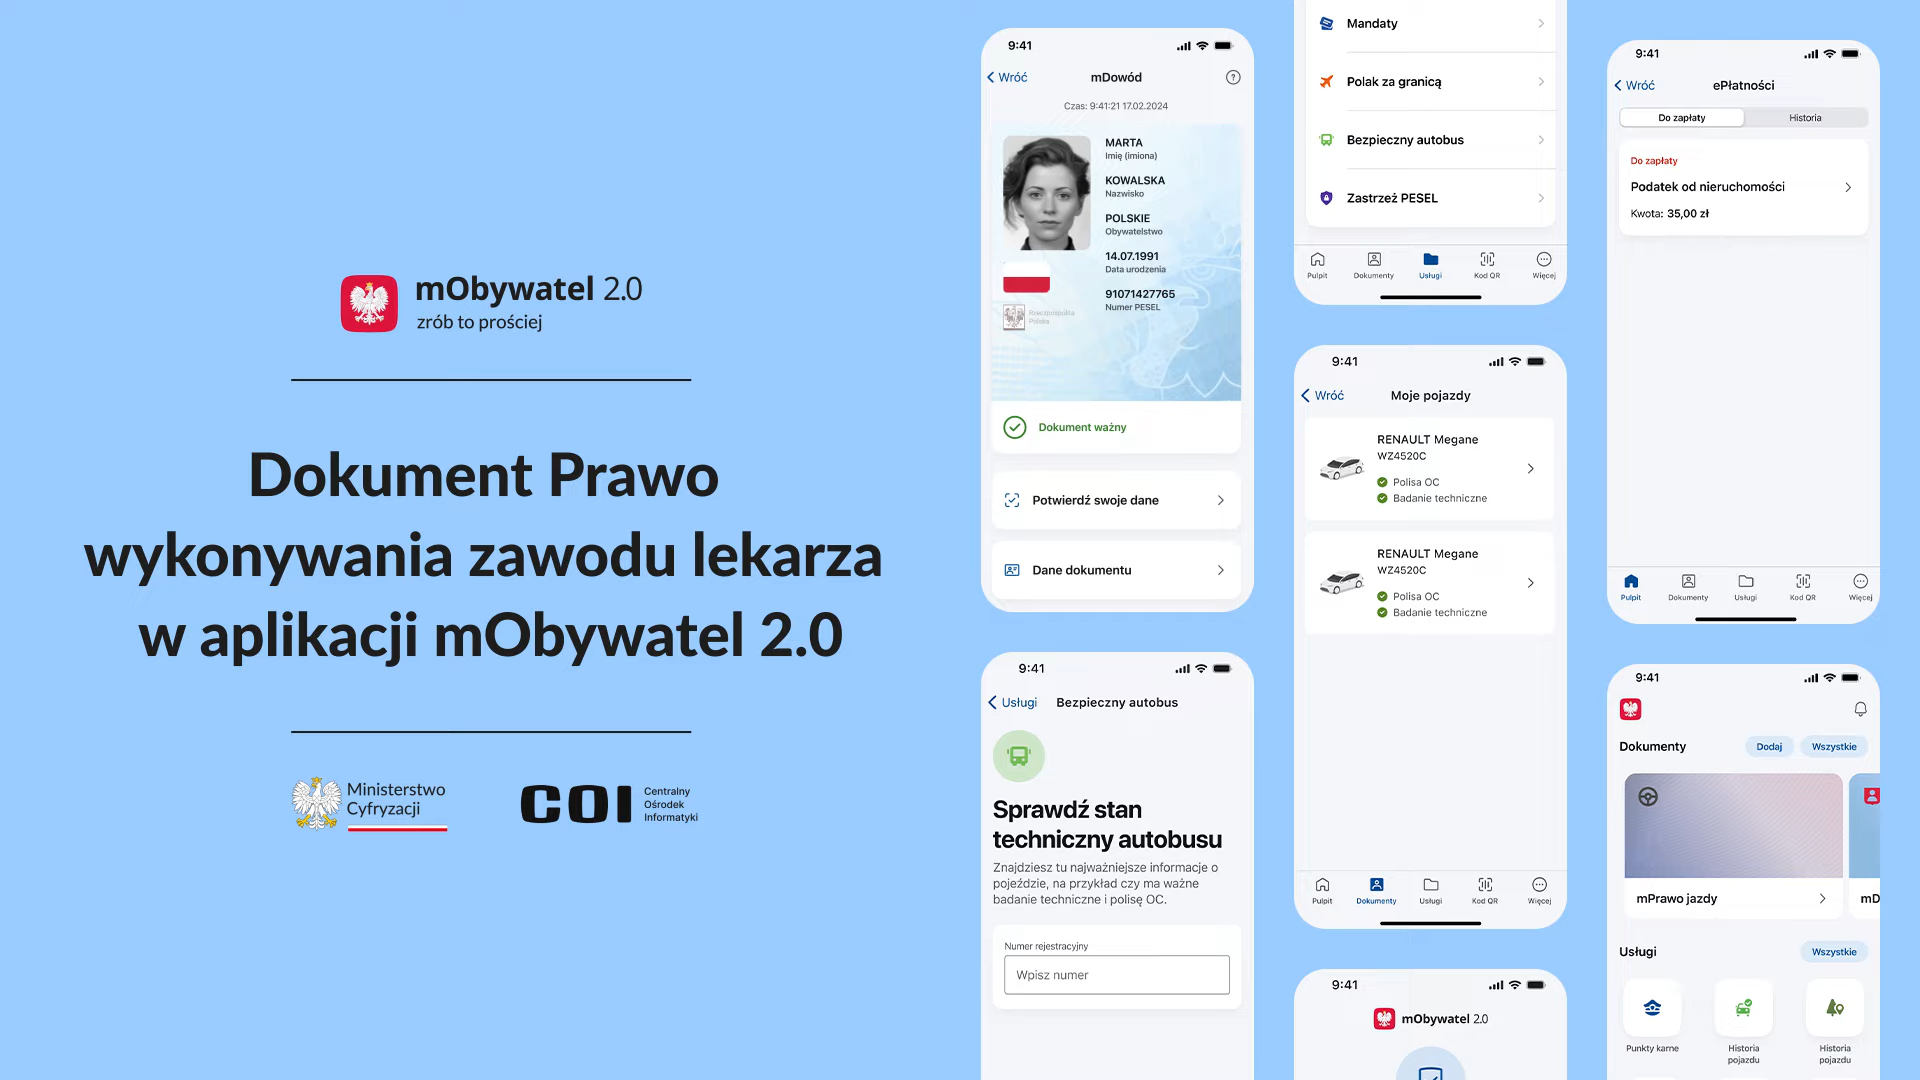 mObywatel 2.0
zrób to prościej
Dokument Prawo
wykonywania zawodu lekarza
w aplikacji mObywatel 2.0
Ministerstwo
Cyfryzacji
COI
Centralny
Ośrodek
Informatyki
9:41
Wróć
mDowód
?
Czas: 9:41:21 17.02.2024
MARTA
Imię (imiona)
KOWALSKA
Nazwisko
POLSKIE
Obywatelstwo
14.07.1991
Data urodzenia
91071427765
Numer PESEL
Rzeczpospolita
Polska
Dokument ważny
Potwierdź swoje dane
Dane dokumentu
9:41
Usługi
Bezpieczny autobus
Sprawdź stan
techniczny autobusu
Znajdziesz tu najważniejsze informacje o
pojeździe, na przykład czy ma ważne
badanie techniczne i polisę OC.
Numer rejestracyjny
Wpisz numer
Mandaty
Polak za granicą
Bezpieczny autobus
Zastrzeż PESEL
Pulpit
Dokumenty
Usługi
Kod QR
Więcej
9:41
Wróć
Moje pojazdy
RENAULT Megane
WZ4520C
Polisa OC
Badanie techniczne
RENAULT Megane
WZ4520C
Polisa OC
Badanie techniczne
Pulpit
Dokumenty
Usługi
Kod QR
Więcej
9:41
mObywatel 2.0
9:41
Wróć
ePłatności
Do zapłaty
Historia
Do zapłaty
Podatek od nieruchomości
Kwota: 35,00 zł
Pulpit
Dokumenty
Usługi
Kod QR
Więcej
9:41
Dokumenty
Dodaj
Wszystkie
mPrawo jazdy
mD
Usługi
Wszystkie
Punkty karne
Historia
pojazdu
Historia
pojazdu